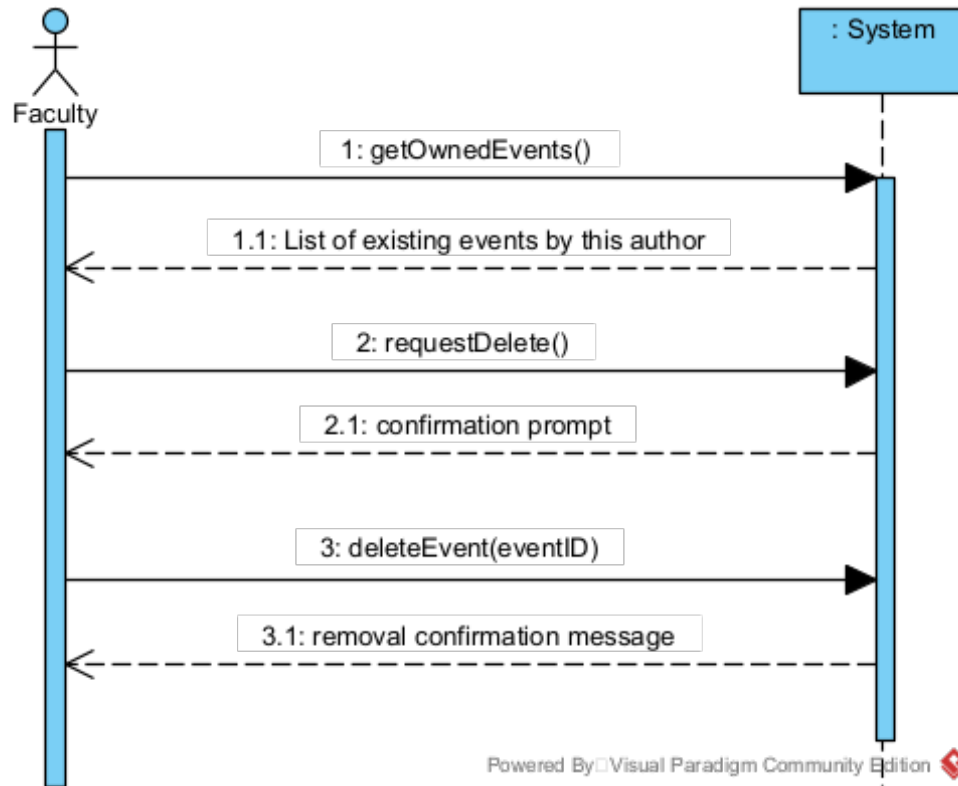 : System
Faculty
1: getOwnedEvents()
1.1: List of existing events by this author
2: requestDelete()
2.1: confirmation prompt
3: deleteEvent(eventID)
3.1: removal confirmation message
Powered By□Visual Paradigm Community Edition